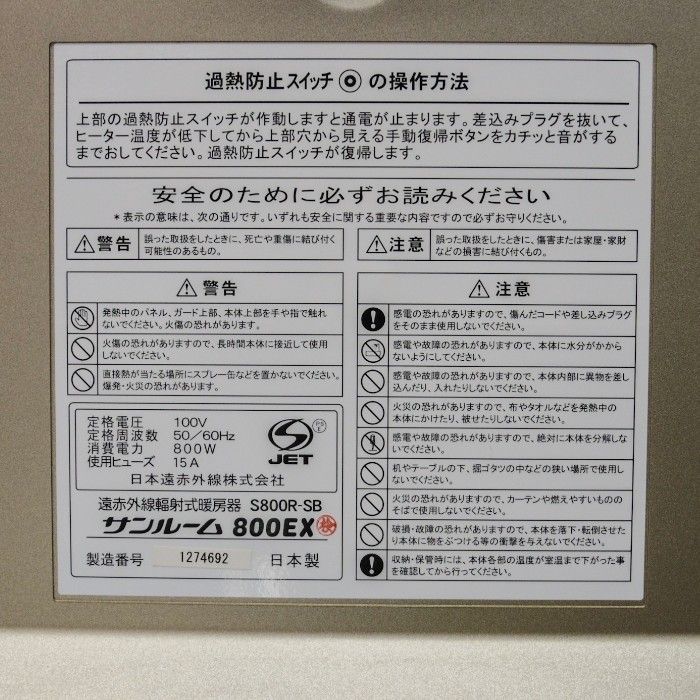 過熱防止スイッチ◎の操作方法
上部の過熱防止スイッチが作動しますと通電が止まります。差込みプラグを抜いて、
ヒーター温度が低下してから上部穴から見える手動復帰ボタンをカチッと音がする
までおしてください。過熱防止スイッチが復帰します。
安全のために必ずお読みください
*表示の意味は、次の通りです。いずれも安全に関する重要な内容ですので必ずお守りください。
警告
誤った取扱をしたときに、死亡や重傷に結び付く
可能性のあるもの。
注意
誤った取扱をしたときに、傷害または家屋・家財
などの損害に結び付くもの。
警告
発熱中のパネル、ガード上部、本体上部を手や指で触れ
ないでください。火傷の恐れがあります。
火傷の恐れがありますので、長時間本体に接近して使用
しないでください。
直接熱が当たる場所にスプレー缶などを置かないでください。
爆発・火災の恐れがあります。
定格電圧 100V
定格周波数 50/60Hz
消費電力 800W
使用ヒューズ 15A
PS
E
JET
日本遠赤外線株式会社
遠赤外線輻射式暖房器 S800R-SB
サンルーム 800EX 検
製造番号 1274692 日本製
注意
感電の恐れがありますので、傷んだコードや差し込みプラグ
をそのまま使用しないでください。
感電や故障の恐れがありますので、本体に水分がかから
ないようにしてください。
感電や故障の恐れがありますので、本体内部に異物を差し
込んだり、入れたりしないでください。
火災の恐れがありますので、布やタオルなどを発熱中の
本体にかけたり、被せたりしないでください。
感電や故障の恐れがありますので、絶対に本体を分解しな
いでください。
机やテーブルの下、掘ゴツの中などの狭い場所で使用し
ないでください。
火災の恐れがありますので、カーテンや燃えやすいものの
そばで使用しないでください。
破損・故障の恐れがありますので、本体を落下・転倒させた
り本体に物をぶつける等の衝撃を与えないでください。
収納・保管時には、本体各部の温度が室温まで下がった事
を確認してから行ってください。